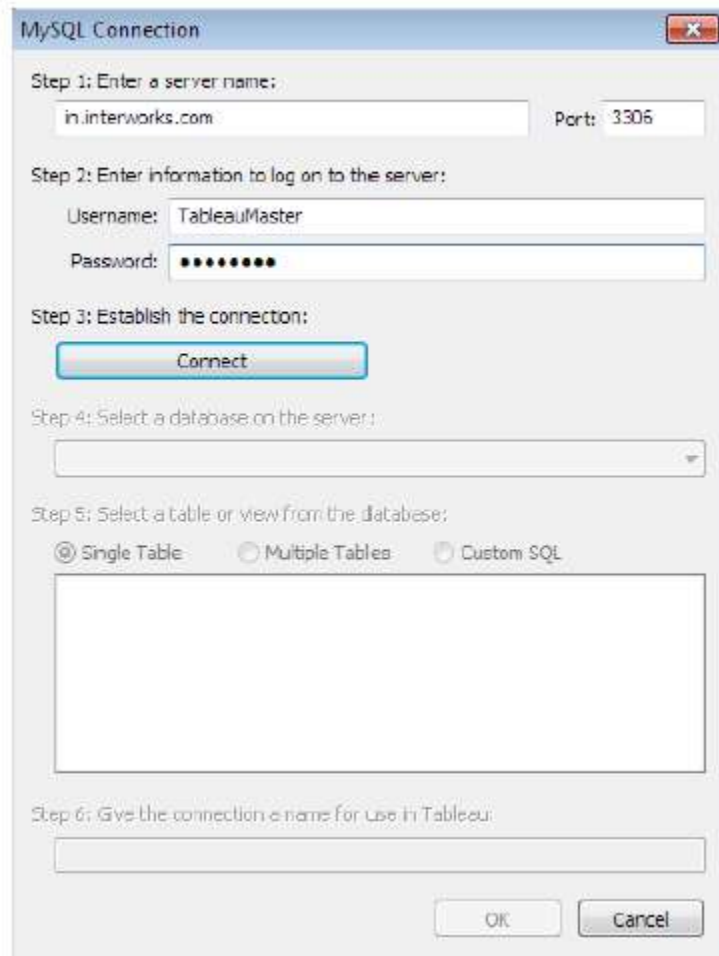 MySQL Connection
Step 1: Enter a server name:
in.interworks.com Port: 3306
Step 2: Enter information to log on to the server:
Username: TableauMaster
Password: ●●●●●●●●
Step 3: Establish the connection:
Connect
Step 4: Select a database on the server:
Step 5: Select a table or view from the database:
Single Table Multiple Tables Custom SQL
Step 6: Give the connection a name for use in Tableau:
OK Cancel